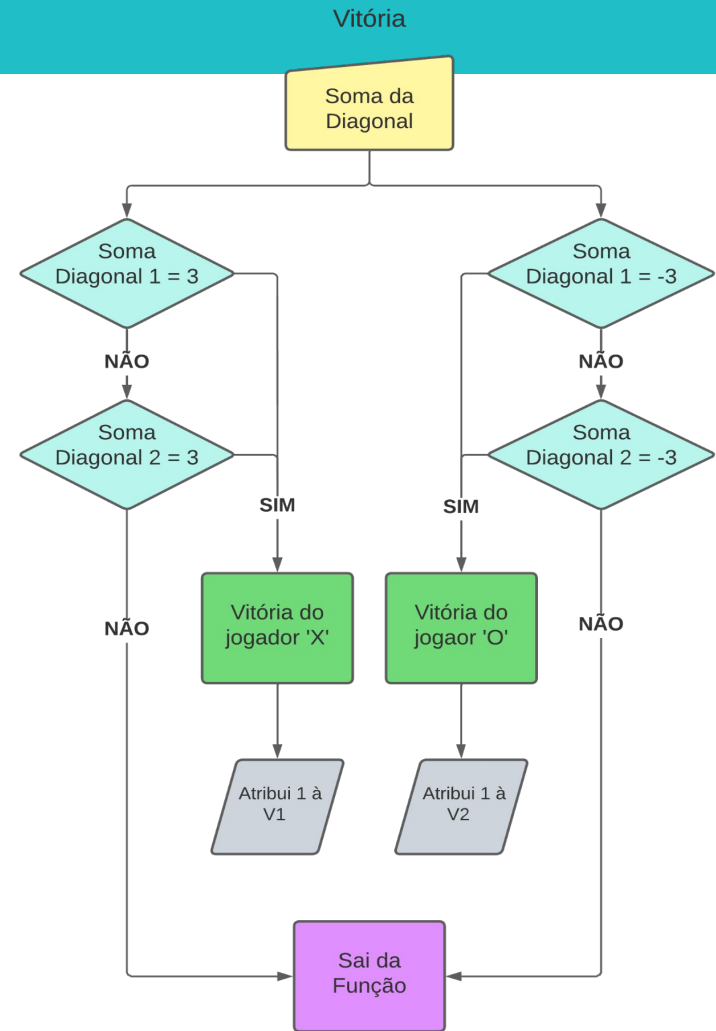 Vitória
Soma da
Diagonal
Soma
Diagonal 1 = 3
Soma
Diagonal 1 = -3
NÃO
NÃO
Soma
Diagonal 2 = 3
Soma
Diagonal 2 = -3
SIM
SIM
Vitória do
jogador 'X'
Vitória do
jogaor 'O'
NÃO
NÃO
Atribui 1 à
V1
Atribui 1 à
V2
Sai da
Função